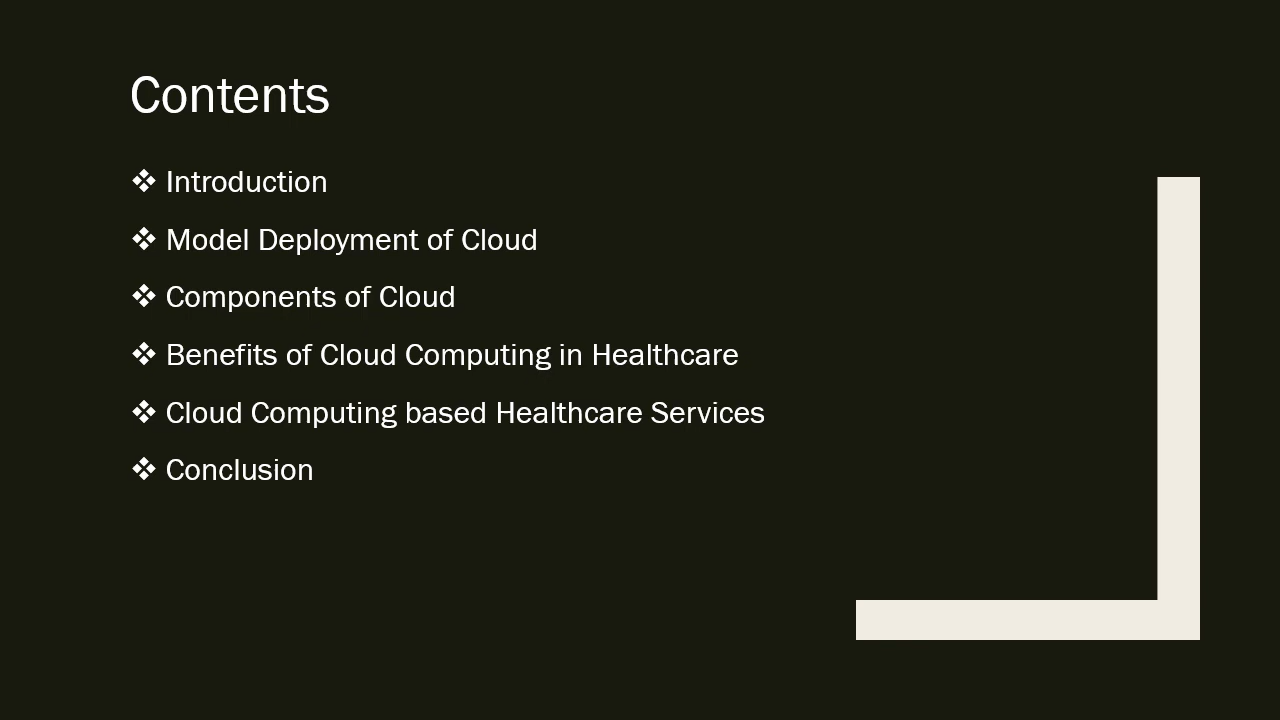 Contents
❖ Introduction
❖ Model Deployment of Cloud
❖ Components of Cloud
❖ Benefits of Cloud Computing in Healthcare
❖ Cloud Computing based Healthcare Services
❖ Conclusion